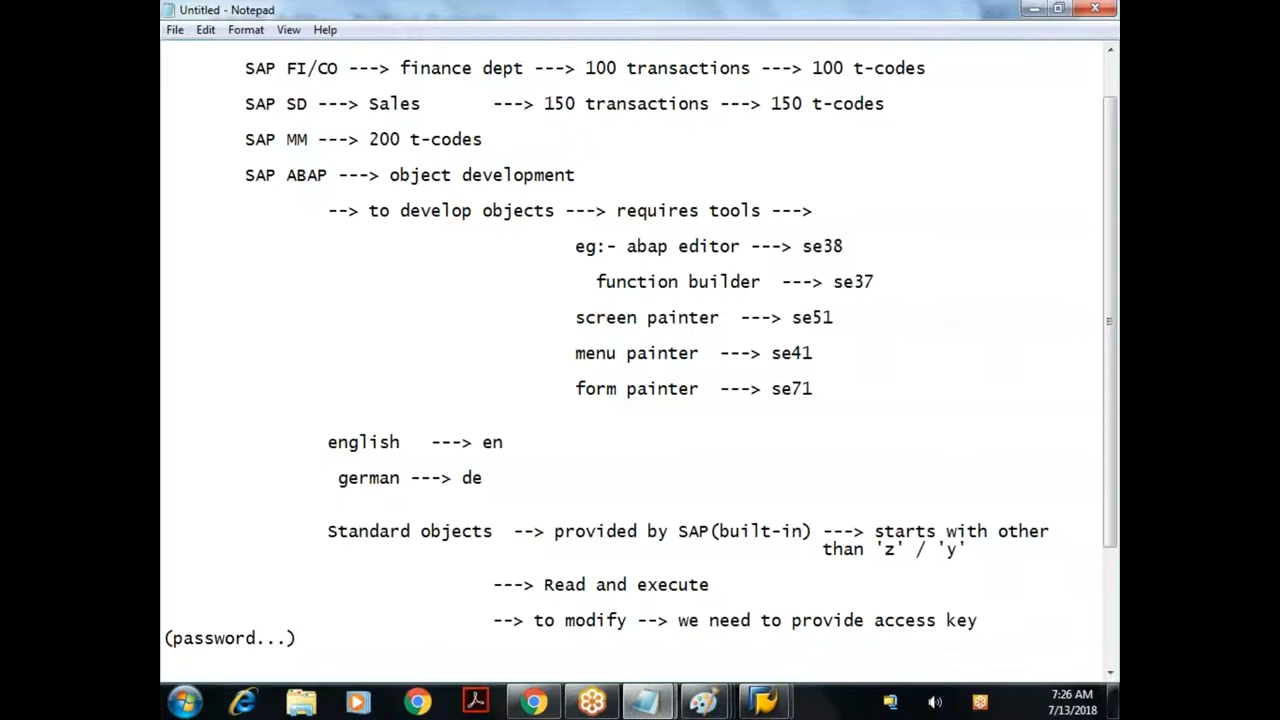 Untitled - Notepad
File Edit Format View Help
SAP FI/CO ---> finance dept ---> 100 transactions ---> 100 t-codes
SAP SD ---> Sales ---> 150 transactions ---> 150 t-codes
SAP MM ---> 200 t-codes
SAP ABAP ---> object development
--> to develop objects ---> requires tools --->
eg:- abap editor ---> se38
function builder ---> se37
screen painter ---> se51
menu painter ---> se41
form painter ---> se71
english ---> en
german ---> de
Standard objects --> provided by SAP(built-in) ---> starts with other
than 'z' / 'y'
---> Read and execute
--> to modify --> we need to provide access key
(password...)
7:26 AM
7/13/2018